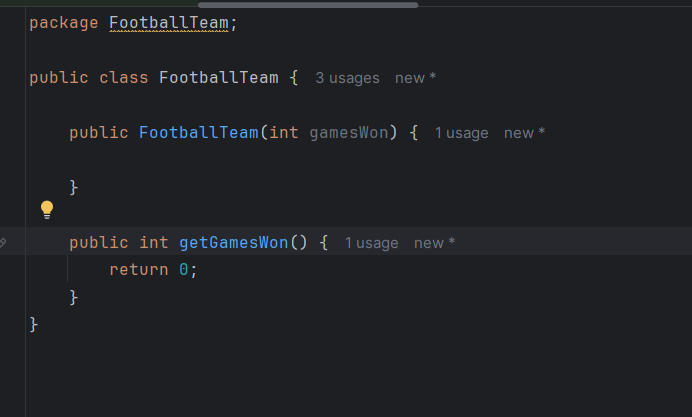 package FootballTeam;
public class FootballTeam { 3 usages new *
public FootballTeam(int gamesWon) { 1 usage new *
}
public int getGamesWon() { 1 usage new *
return 0;
}
}